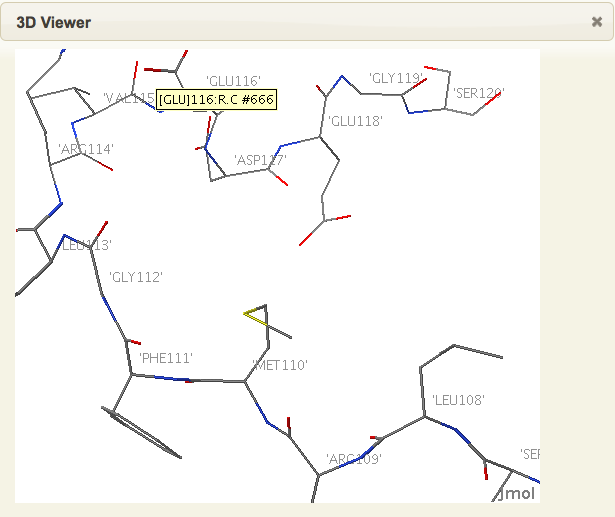 3D Viewer
'GLU116'
'GLY119'
'SER120'
'VAL115'
[GLU]116:R.C #666
'GLU118'
'ARG114'
'ASP117'
'LEU113'
'GLY112'
'PHE111'
'MET110'
'LEU108'
'ARG109'
'SER
Jmol